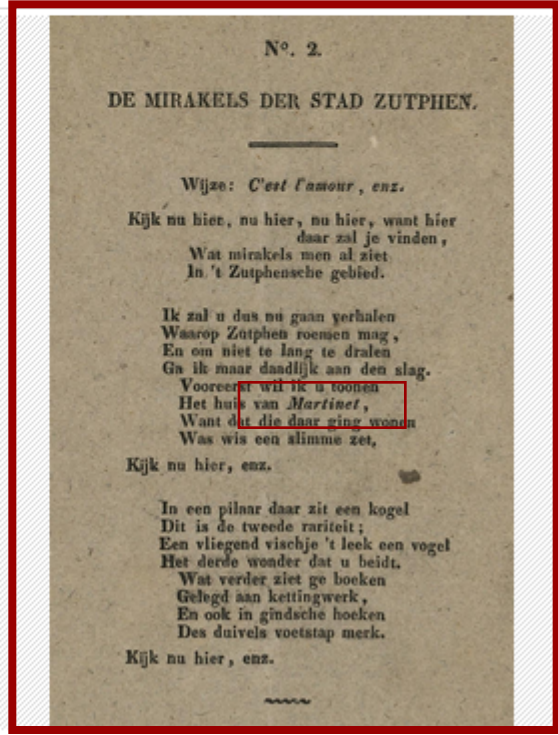 Nº. 2.
DE MIRAKELS DER STAD ZUTPHEN.
Wijze: C'est l'amour, enz.
Kijk nu hier, nu hier, nu hier, want hier
daar zal je vinden,
Wat mirakels men al ziet
In 't Zutphensche gebied.
Ik zal u dus nu gaan verhalen
Waarop Zutphen roemen mag,
En om niet te lang te dralen
Ga ik maar daadlijk aan den slag.
Vooreerst wil ik u toonen
Het huis van Martinet,
Want dat die daar ging wonen
Was wis een slimme zet.
Kijk nu hier, enz.
In een pilaar daar zit een kogel
Dit is de tweede rariteit;
Een vliegend vischje 't leek een vogel
Het derde wonder dat u beidt.
Wat verder ziet ge boeken
Gelegd aan kettingwerk,
En ook in gindsche hoeken
Des duivels voetstap merk.
Kijk nu hier, enz.